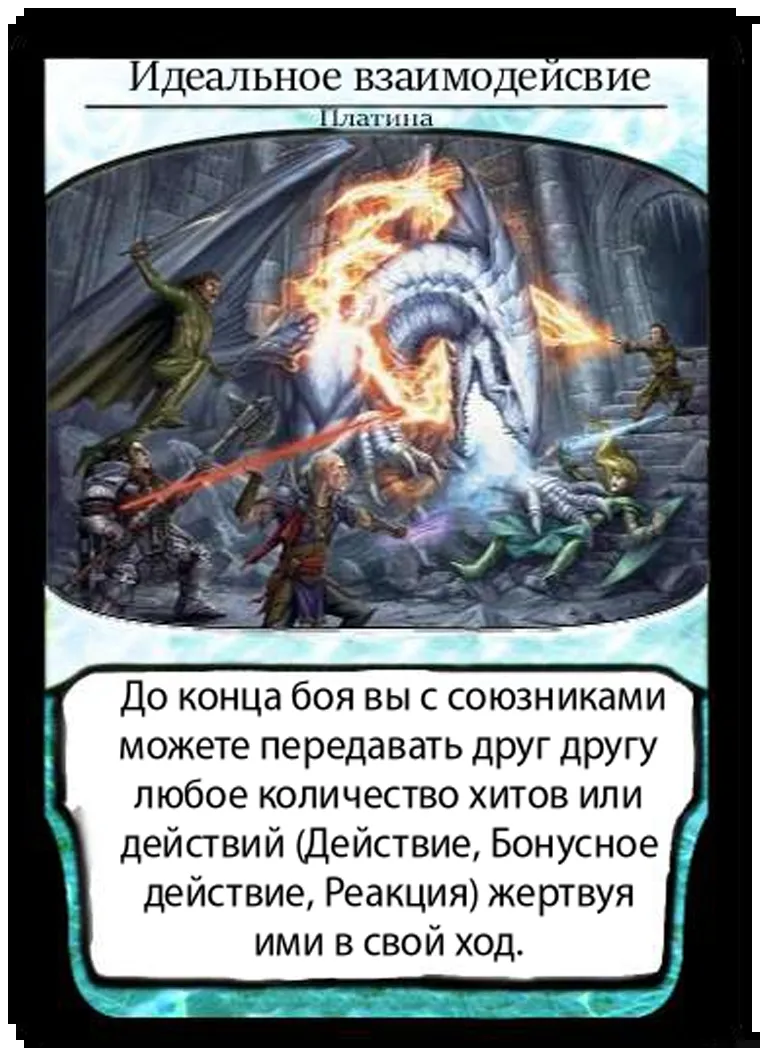 Идеальное взаимодейсвие
Платина
До конца боя вы с союзниками
можете передавать друг другу
любое количество хитов или
действий (Действие, Бонусное
действие, Реакция) жертвуя
ими в свой ход.